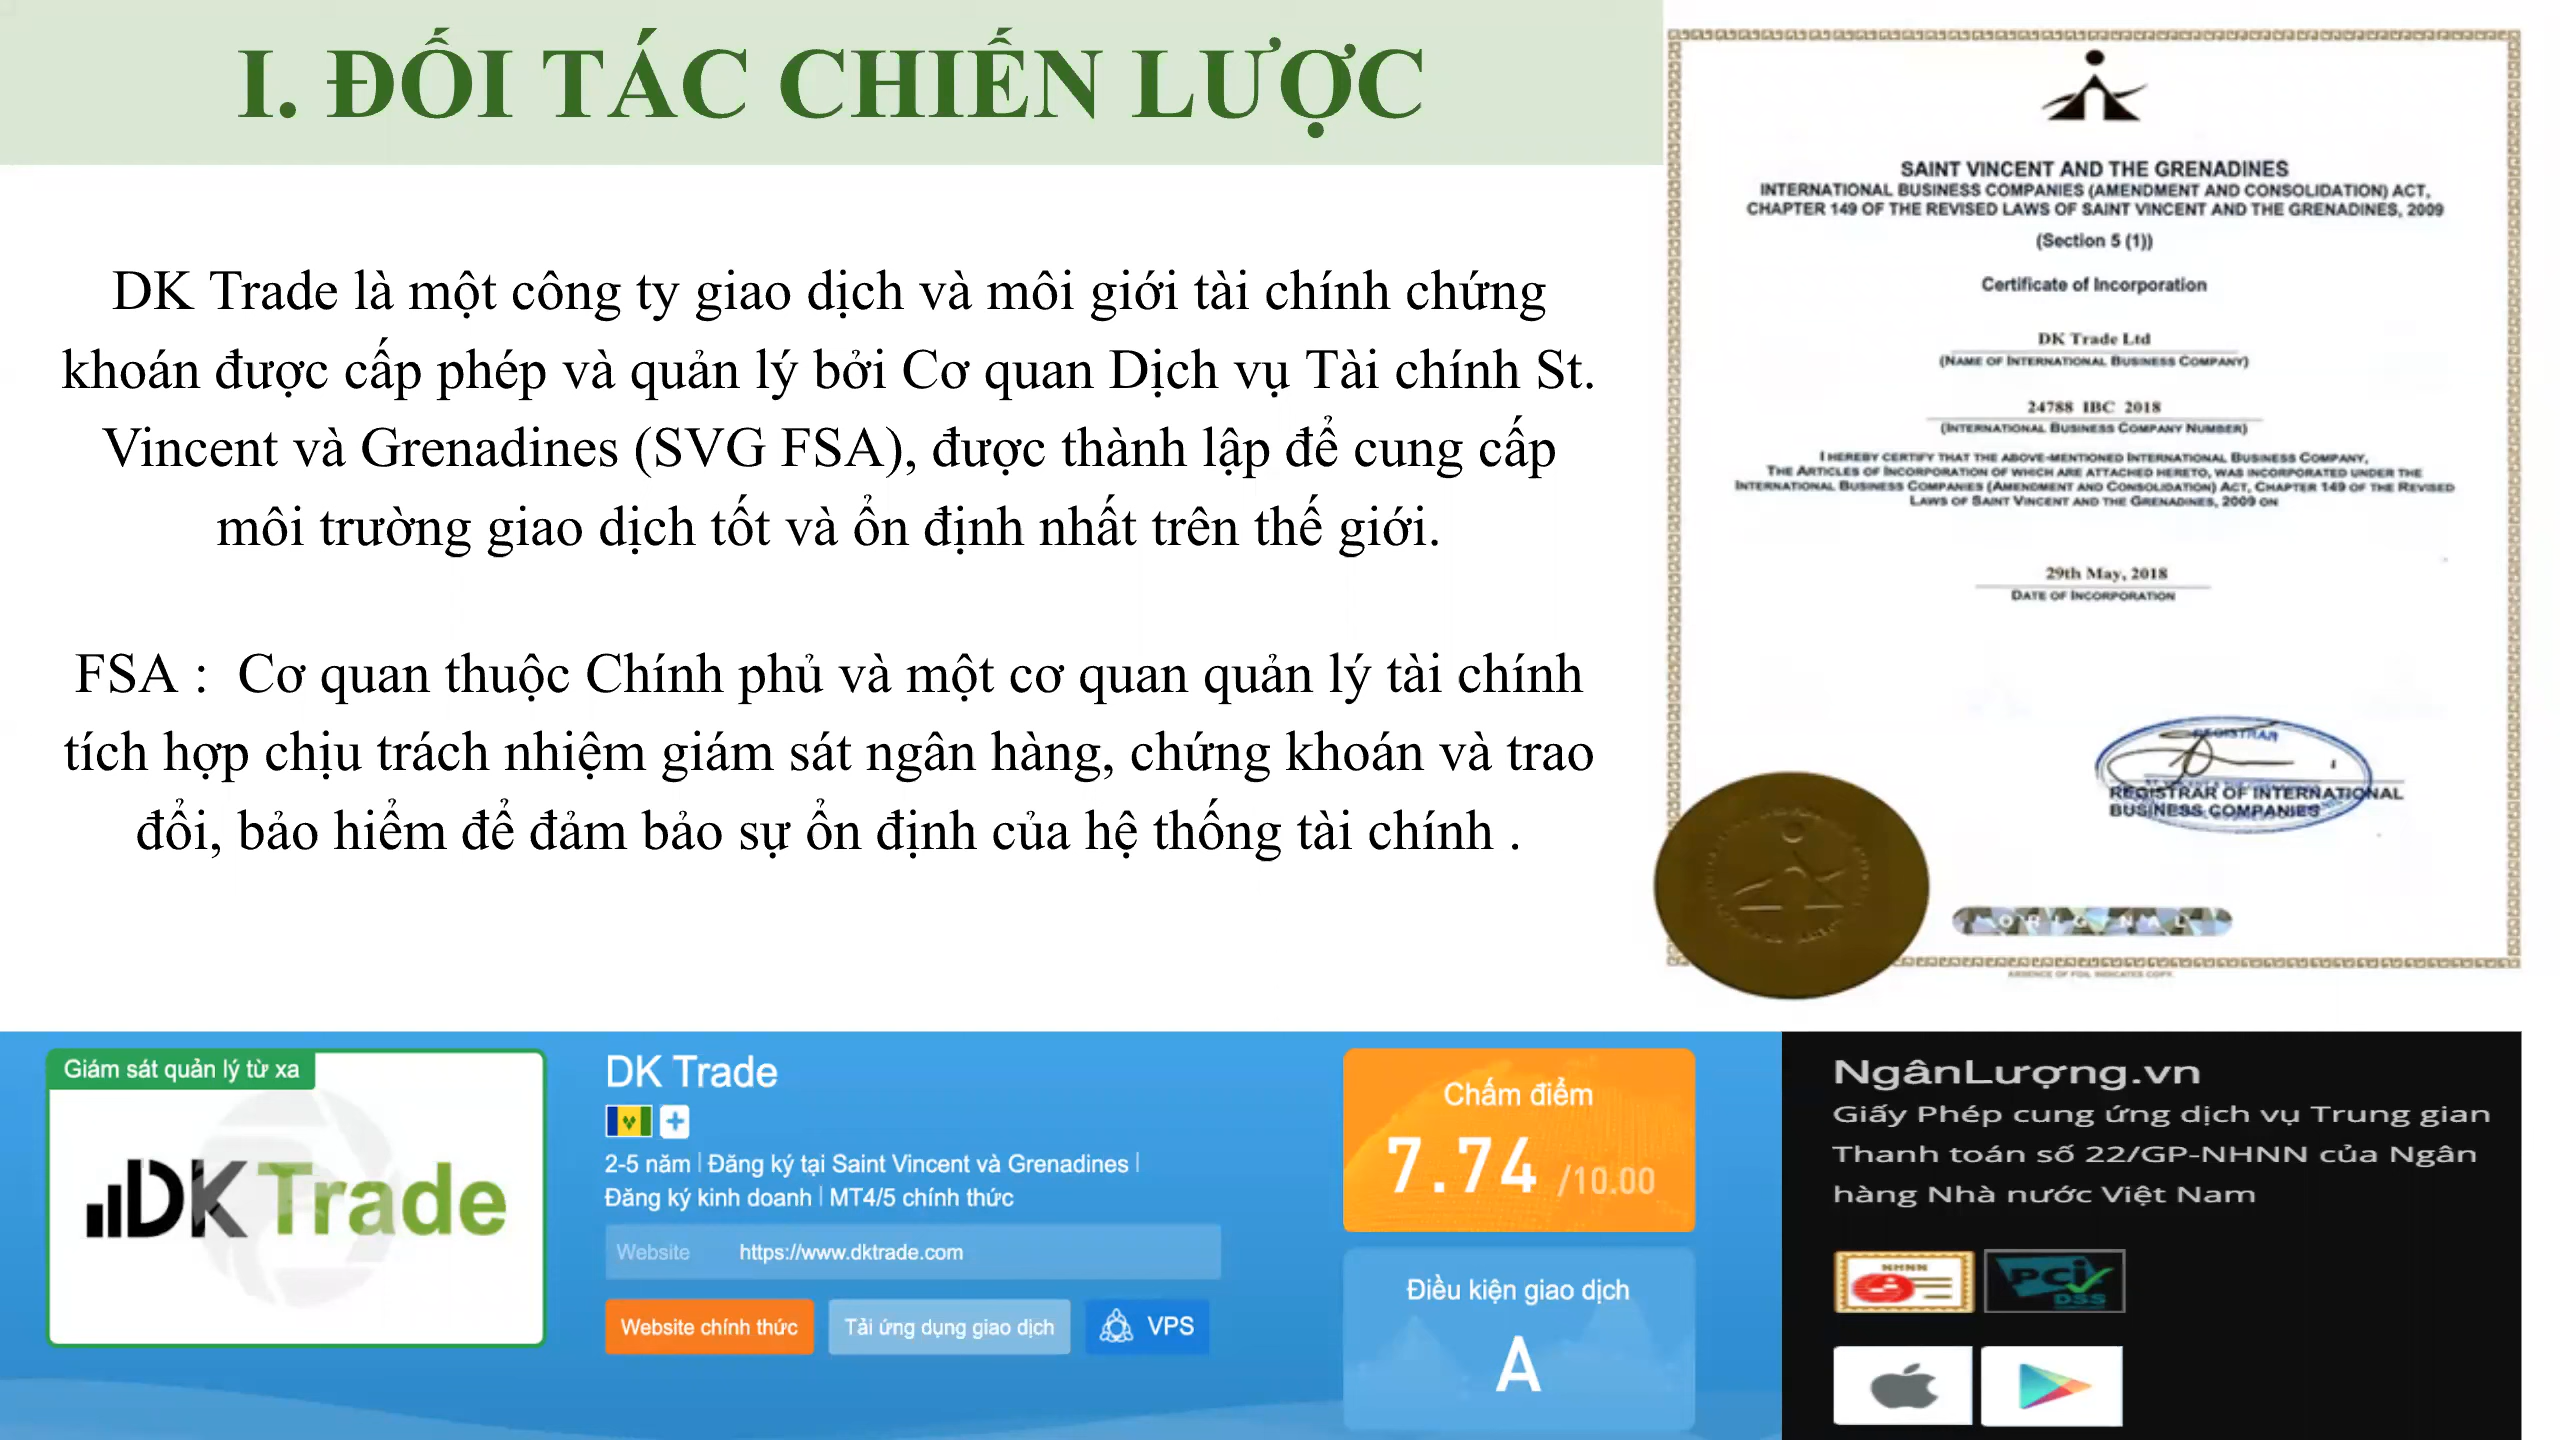 I. ĐỐI TÁC CHIẾN LƯỢC
DK Trade là một công ty giao dịch và môi giới tài chính chứng
khoán được cấp phép và quản lý bởi Cơ quan Dịch vụ Tài chính St.
Vincent và Grenadines (SVG FSA), được thành lập để cung cấp
môi trường giao dịch tốt và ổn định nhất trên thế giới.
FSA :  Cơ quan thuộc Chính phủ và một cơ quan quản lý tài chính
tích hợp chịu trách nhiệm giám sát ngân hàng, chứng khoán và trao
đổi, bảo hiểm để đảm bảo sự ổn định của hệ thống tài chính .
SAINT VINCENT AND THE GRENADINES
INTERNATIONAL BUSINESS COMPANIES (AMENDMENT AND CONSOLIDATION) ACT,
CHAPTER 149 OF THE REVISED LAWS OF SAINT VINCENT AND THE GRENADINES, 2009
(Section 5 (1))
Certificate of Incorporation
DK Trade Ltd
(NAME OF INTERNATIONAL BUSINESS COMPANY)
24788 IBC 2018
(INTERNATIONAL BUSINESS COMPANY NUMBER)
I HEREBY CERTIFY THAT THE ABOVE-MENTIONED INTERNATIONAL BUSINESS COMPANY,
THE ARTICLES OF INCORPORATION OF WHICH ARE ATTACHED HERETO, WAS INCORPORATED UNDER THE
INTERNATIONAL BUSINESS COMPANIES (AMENDMENT AND CONSOLIDATION) ACT, CHAPTER 149 OF THE REVISED
LAWS OF SAINT VINCENT AND THE GRENADINES, 2009 ON
29th May, 2018
DATE OF INCORPORATION
REGISTRAR
REGISTRAR OF INTERNATIONAL
BUSINESS COMPANIES
ORIGINAL
ABSENCE OF FOIL INDICATES COPY
Giám sát quản lý từ xa
DK Trade
DK Trade
2-5 năm | Đăng ký tại Saint Vincent và Grenadines |
Đăng ký kinh doanh | MT4/5 chính thức
Website https://www.dktrade.com
Website chính thức Tải ứng dụng giao dịch VPS
Chấm điểm
7.74 /10.00
Điều kiện giao dịch
A
NgânLượng.vn
Giấy Phép cung ứng dịch vụ Trung gian
Thanh toán số 22/GP-NHNN của Ngân
hàng Nhà nước Việt Nam
NHNN
PCI
DSS